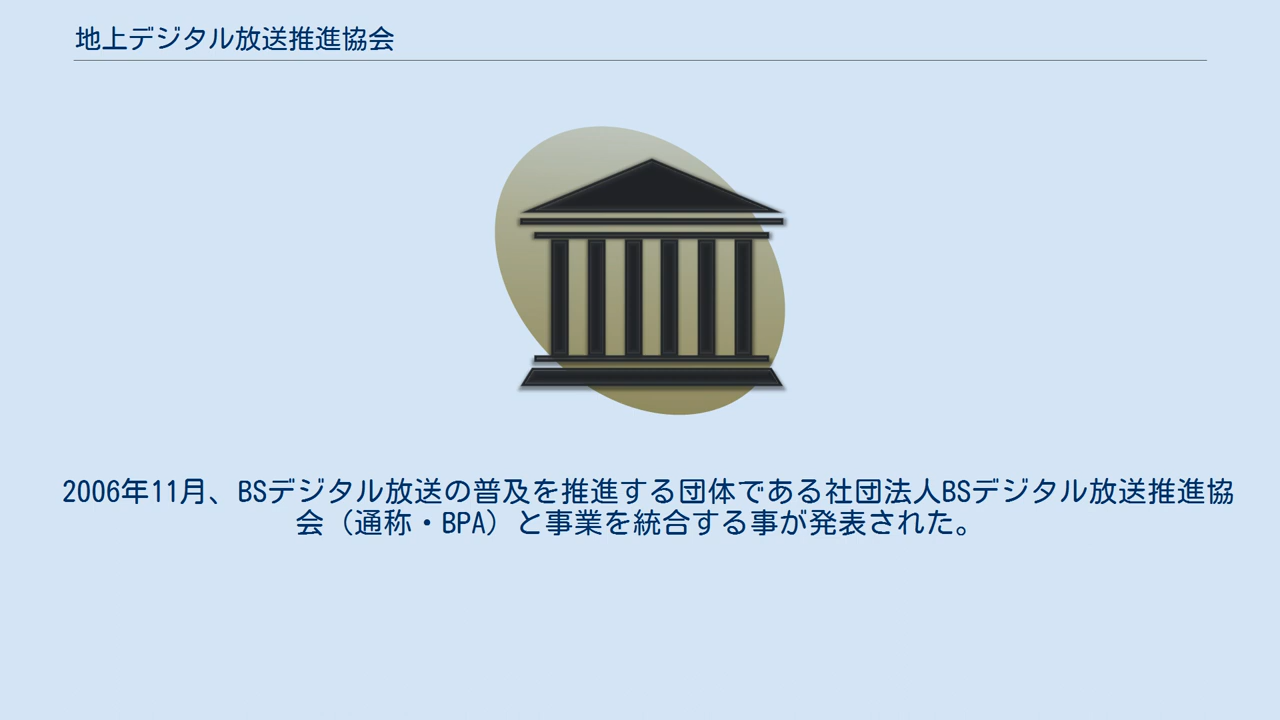 地上デジタル放送推進協会
2006年11月、BSデジタル放送の普及を推進する団体である社団法人BSデジタル放送推進協
会（通称・BPA）と事業を統合する事が発表された。